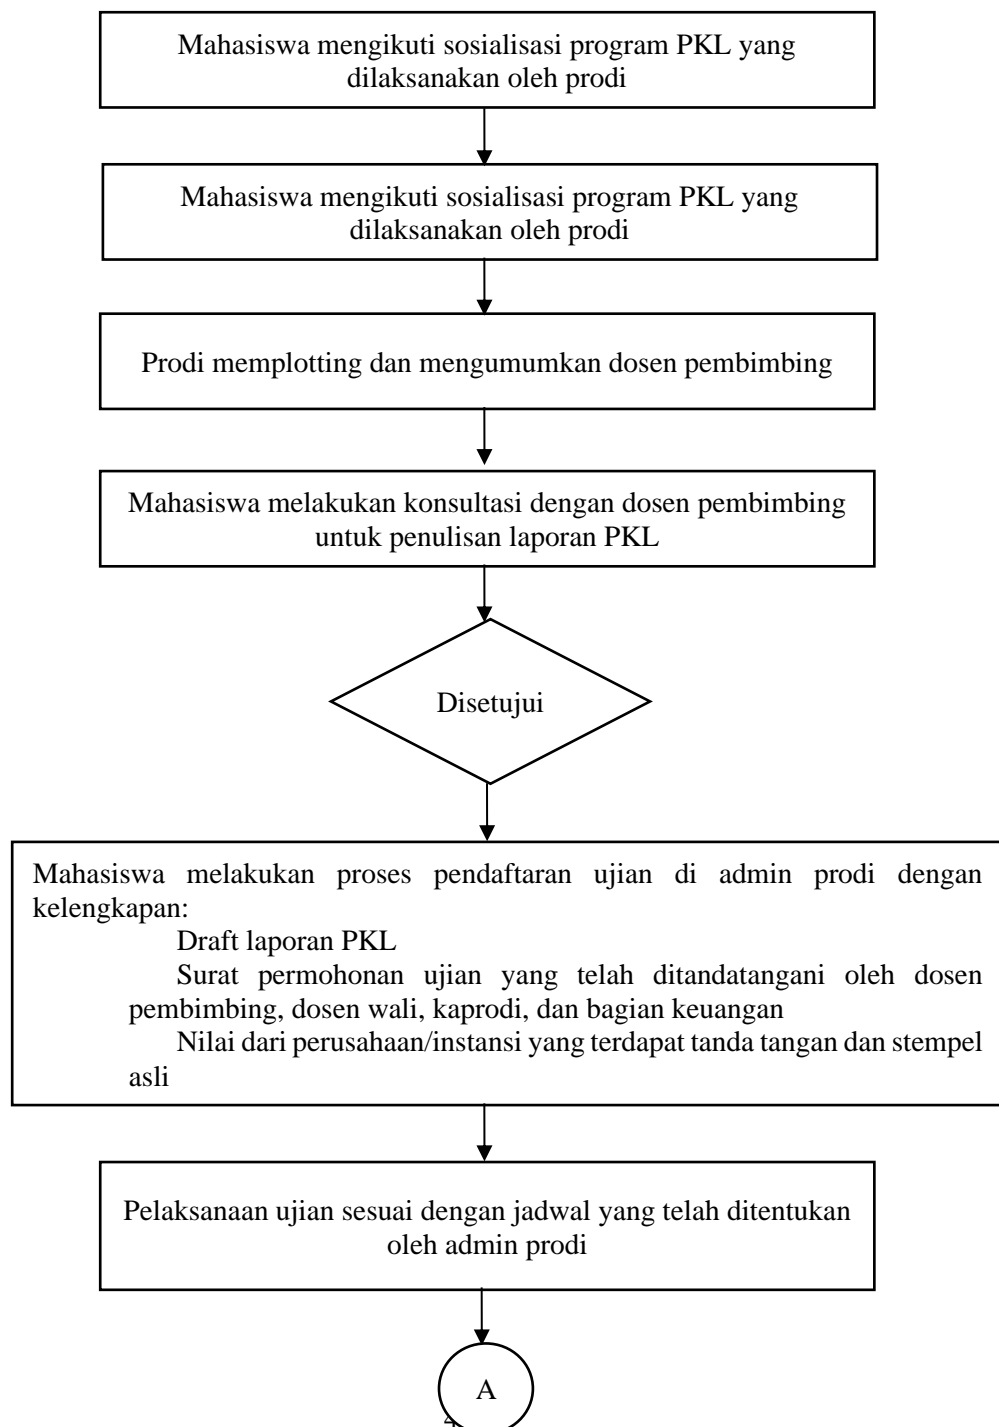 Mahasiswa mengikuti sosialisasi program PKL yang
dilaksanakan oleh prodi
Mahasiswa mengikuti sosialisasi program PKL yang
dilaksanakan oleh prodi
Prodi memplotting dan mengumumkan dosen pembimbing
Mahasiswa melakukan konsultasi dengan dosen pembimbing
untuk penulisan laporan PKL
Disetujui
Mahasiswa melakukan proses pendaftaran ujian di admin prodi dengan
kelengkapan:
Draft laporan PKL
Surat permohonan ujian yang telah ditandatangani oleh dosen
pembimbing, dosen wali, kaprodi, dan bagian keuangan
Nilai dari perusahaan/instansi yang terdapat tanda tangan dan stempel
asli
Pelaksanaan ujian sesuai dengan jadwal yang telah ditentukan
oleh admin prodi
A